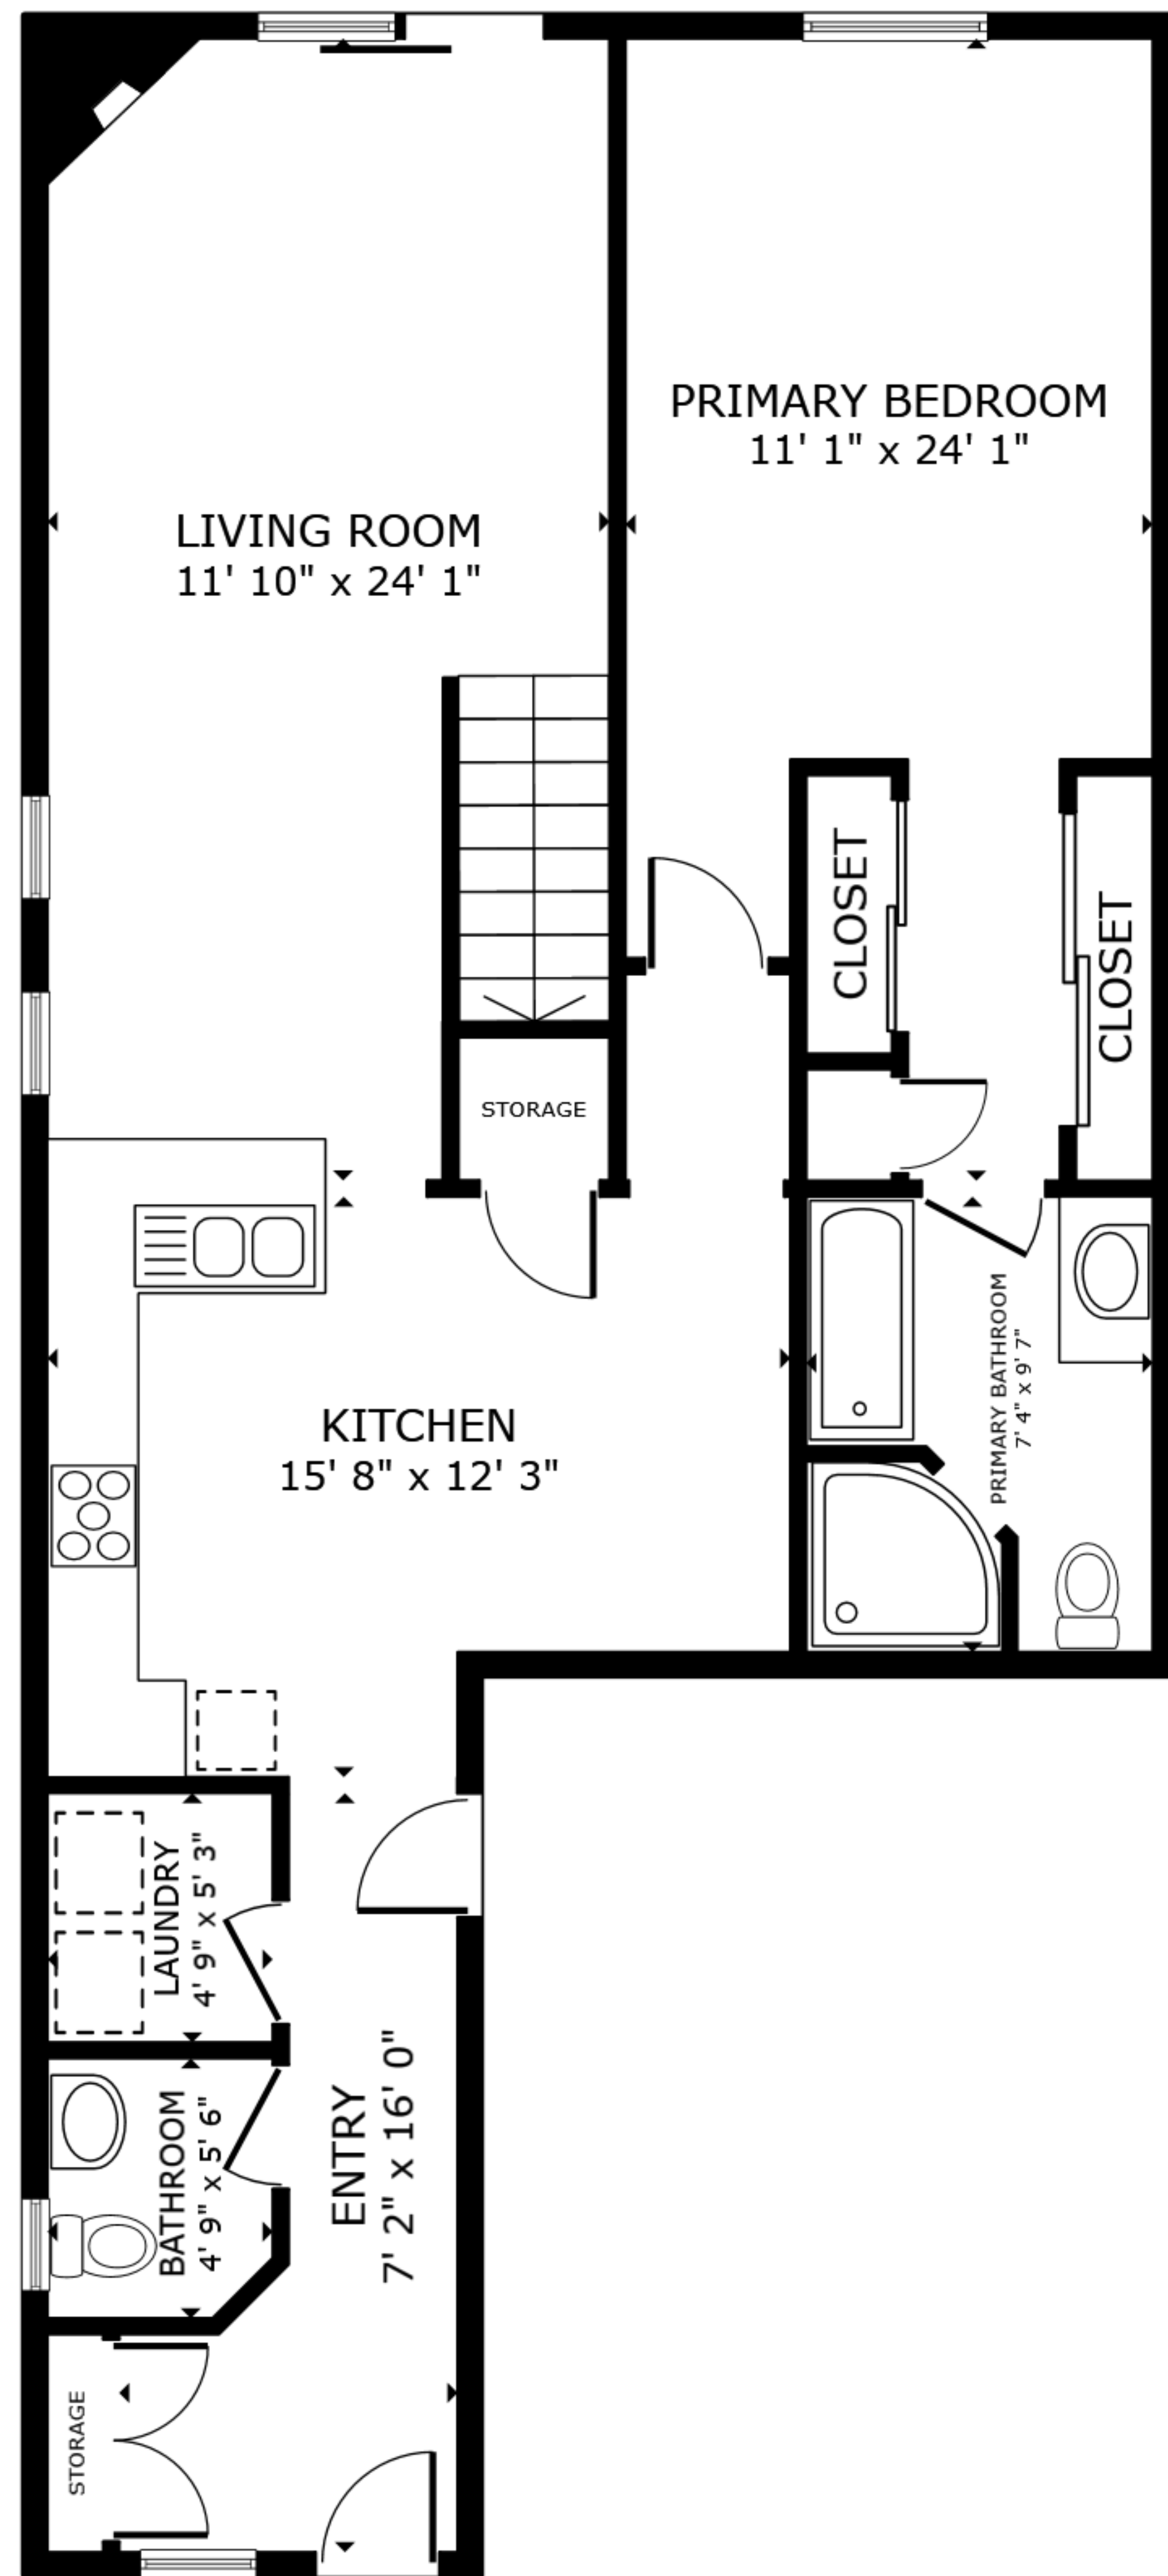 PRIMARY BEDROOM
11' 1" x 24' 1"
LIVING ROOM
11' 10" x 24' 1"
CLOSET
CLOSET
STORAGE
PRIMARY BATHROOM
7' 4" x 9' 7"
KITCHEN
15' 8" x 12' 3"
LAUNDRY
4' 9" x 5' 3"
ENTRY
7' 2" x 16' 0"
BATHROOM
4' 9" x 5' 6"
STORAGE